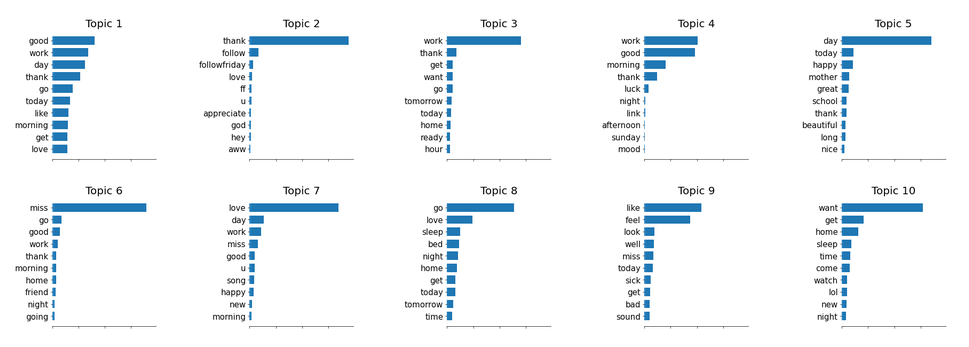 Topic 1
good
work
day
thank
go
today
like
morning
get
love
Topic 2
thank
follow
followfriday
love
ff
u
appreciate
god
hey
aww
Topic 3
work
thank
get
want
go
tomorrow
today
home
ready
hour
Topic 4
work
good
morning
thank
luck
night
link
afternoon
sunday
mood
Topic 5
day
today
happy
mother
great
school
thank
beautiful
long
nice
Topic 6
miss
go
good
work
thank
morning
home
friend
night
going
Topic 7
love
day
work
miss
good
u
song
happy
new
morning
Topic 8
go
love
sleep
bed
night
home
get
today
tomorrow
time
Topic 9
like
feel
look
well
miss
today
sick
get
bad
sound
Topic 10
want
get
home
sleep
time
come
watch
lol
new
night